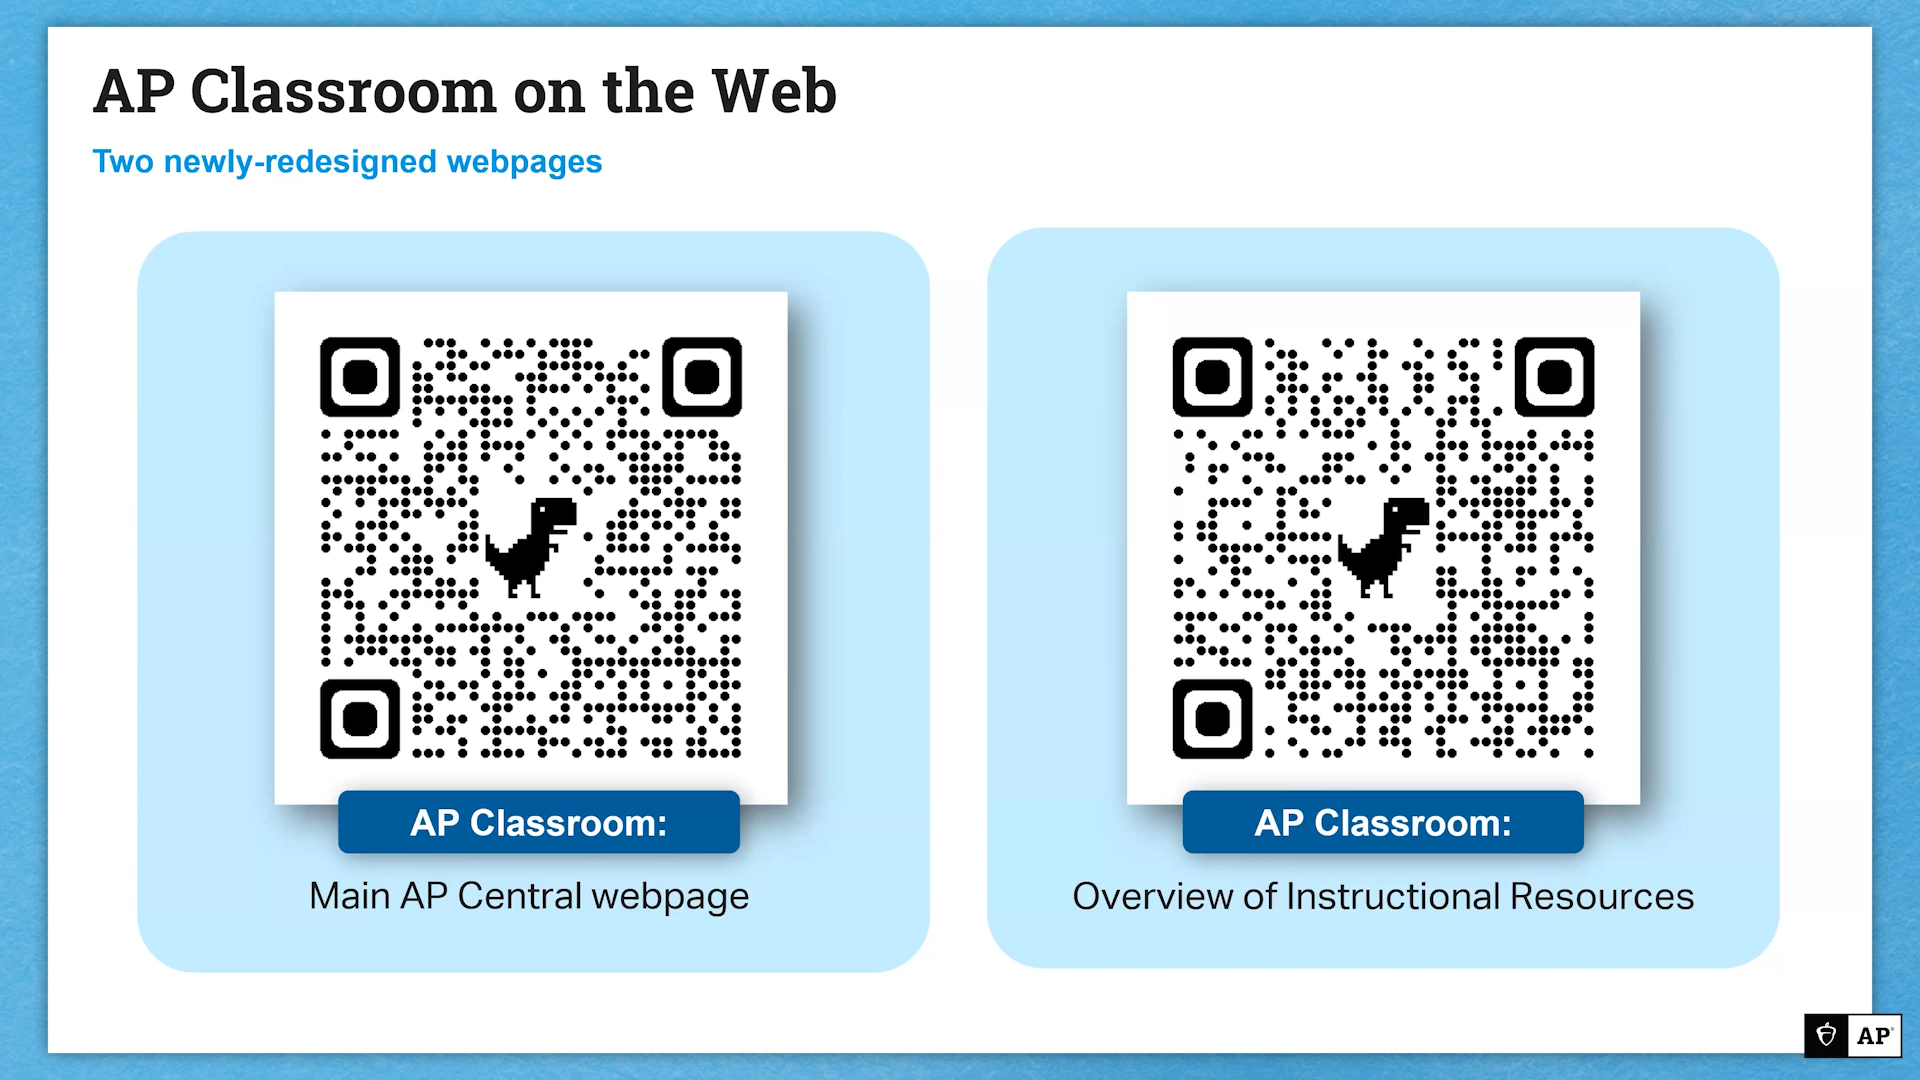 AP Classroom on the Web
Two newly-redesigned webpages
AP Classroom:
Main AP Central webpage
AP Classroom:
Overview of Instructional Resources
AP®